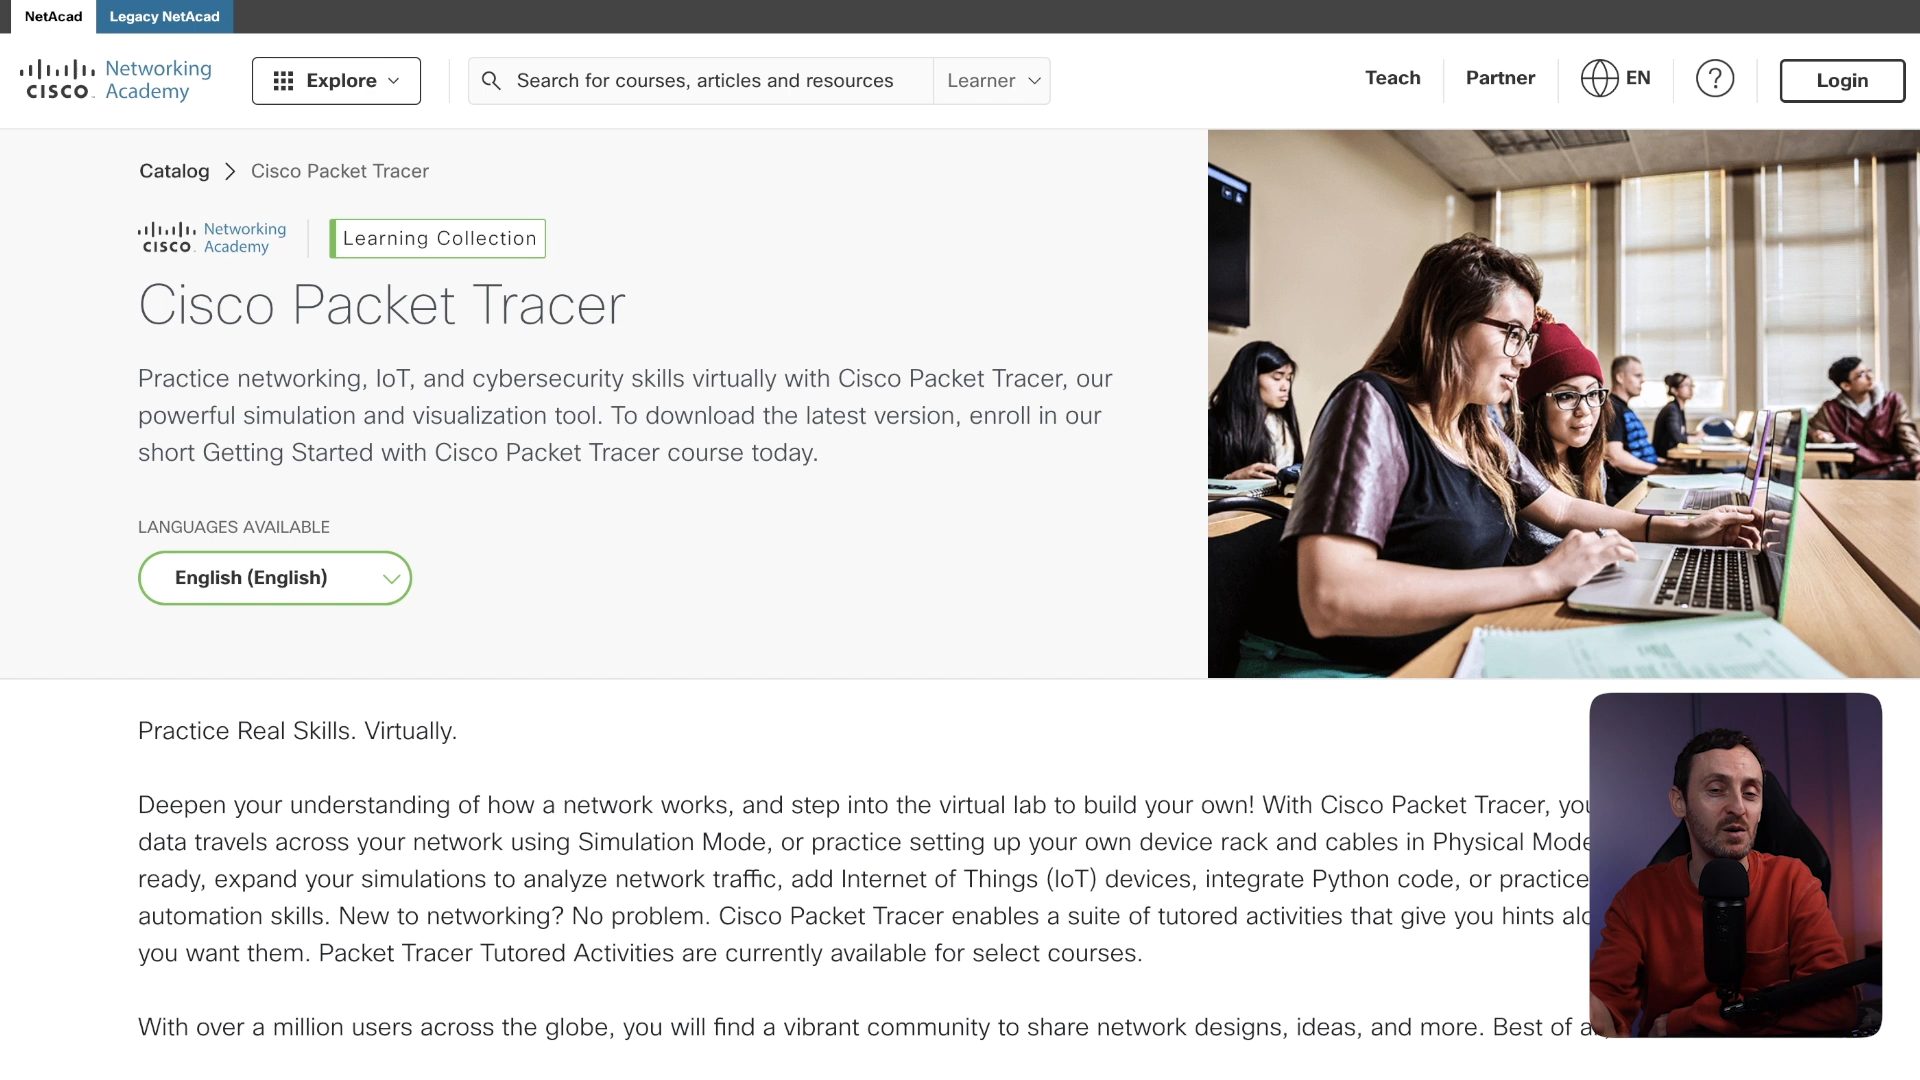 NetAcad
Legacy NetAcad
CISCO
Networking
Academy
Explore
Search for courses, articles and resources
Learner
Teach
Partner
EN
?
Login
Catalog
Cisco Packet Tracer
CISCO
Networking
Academy
Learning Collection
Cisco Packet Tracer
Practice networking, IoT, and cybersecurity skills virtually with Cisco Packet Tracer, our
powerful simulation and visualization tool. To download the latest version, enroll in our
short Getting Started with Cisco Packet Tracer course today.
LANGUAGES AVAILABLE
English (English)
Practice Real Skills. Virtually.
Deepen your understanding of how a network works, and step into the virtual lab to build your own! With Cisco Packet Tracer,
data travels across your network using Simulation Mode, or practice setting up your own device rack and cables in Physical
ready, expand your simulations to analyze network traffic, add Internet of Things (IoT) devices, integrate Python code, or practice
automation skills. New to networking? No problem. Cisco Packet Tracer enables a suite of tutored activities that give you hints
you want them. Packet Tracer Tutored Activities are currently available for select courses.
With over a million users across the globe, you will find a vibrant community to share network designs, ideas, and more. Best of